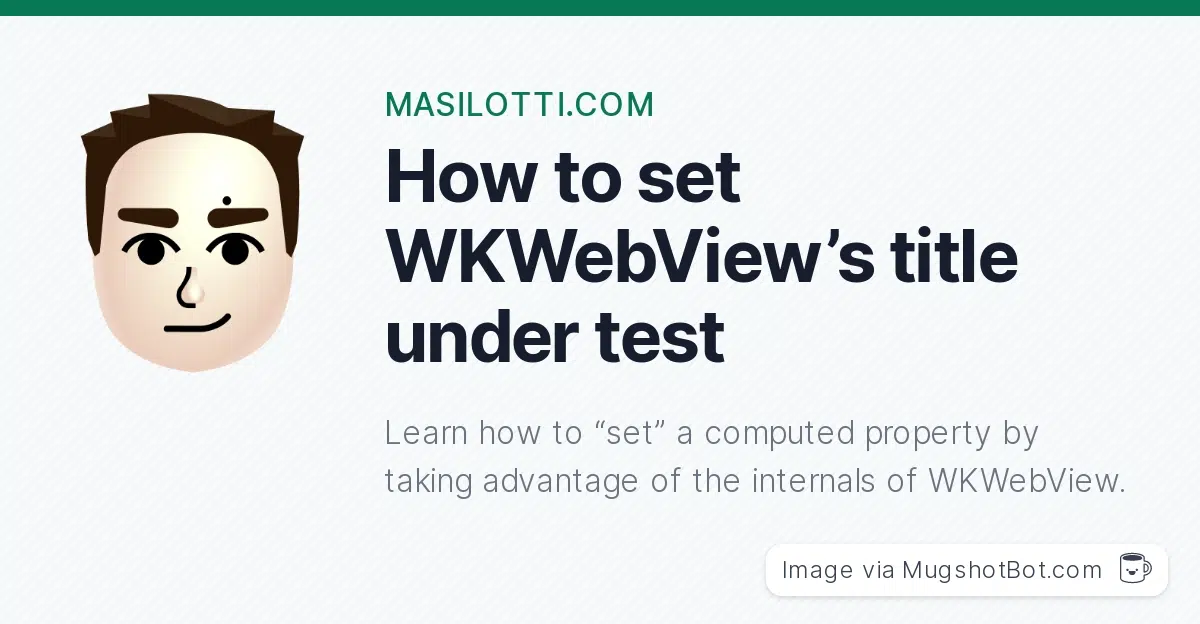 MASILOTTI.COM
How to set
WKWebView’s title
under test
Learn how to “set” a computed property by
taking advantage of the internals of WKWebView.
Image via MugshotBot.com